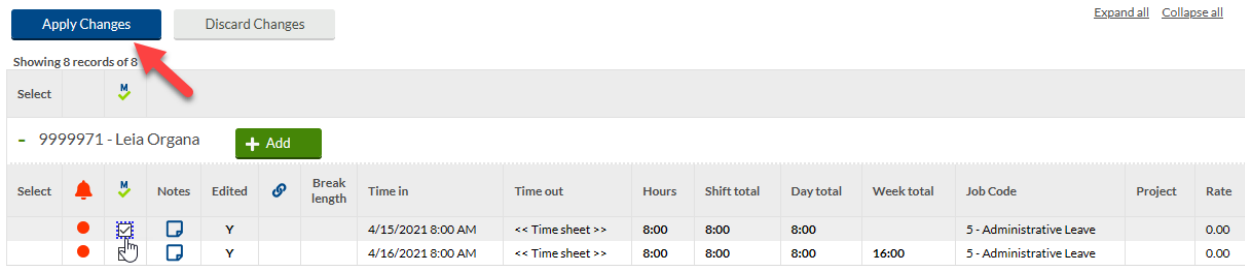 Expand all Collapse all
Apply Changes Discard Changes
Showing 8 records of 8
Select M
- 9999971 - Leia Organa + Add
Select M Notes Edited Break length Time in Time out Hours Shift total Day total Week total Job Code Project Rate
Y 4/15/2021 8:00 AM << Time sheet >> 8:00 8:00 8:00 5 - Administrative Leave 0.00
Y 4/16/2021 8:00 AM << Time sheet >> 8:00 8:00 8:00 16:00 5 - Administrative Leave 0.00